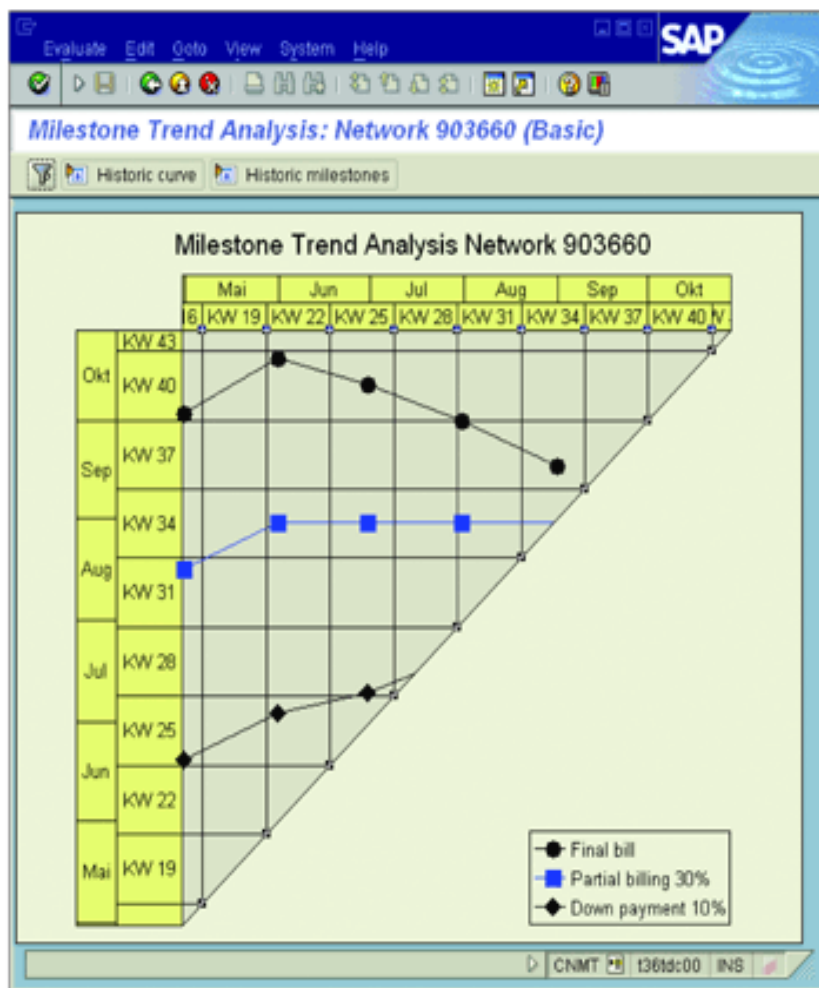 SAP
Evaluate Edit Goto View System Help
Milestone Trend Analysis: Network 903660 (Basic)
Historic curve Historic milestones
Milestone Trend Analysis Network 903660
Mai Jun Jul Aug Sep Okt
16 KW 19 KW 22 KW 25 KW 28 KW 31 KW 34 KW 37 KW 40
KW 43
Okt
KW 40
KW 37
Sep
KW 34
Aug
KW 31
KW 28
Jul
KW 25
Jun
KW 22
Mai
KW 19
Final bill
Partial billing 30%
Down payment 10%
CNMT t36tdc00 INS